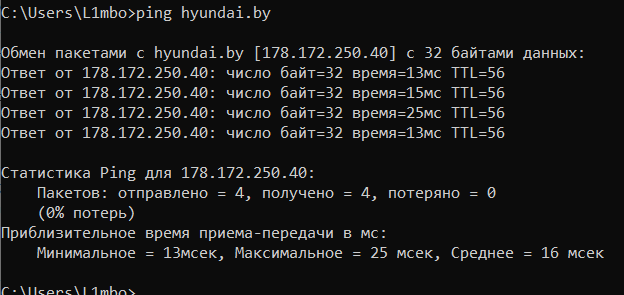 C:\Users\L1mbo>ping hyundai.by
Обмен пакетами с hyundai.by [178.172.250.40] с 32 байтами данных:
Ответ от 178.172.250.40: число байт=32 время=13мс TTL=56
Ответ от 178.172.250.40: число байт=32 время=15мс TTL=56
Ответ от 178.172.250.40: число байт=32 время=25мс TTL=56
Ответ от 178.172.250.40: число байт=32 время=13мс TTL=56
Статистика Ping для 178.172.250.40:
Пакетов: отправлено = 4, получено = 4, потеряно = 0
(0% потерь)
Приблизительное время приема-передачи в мс:
Минимальное = 13мсек, Максимальное = 25 мсек, Среднее = 16 мсек
C:\Users\L1mbo>